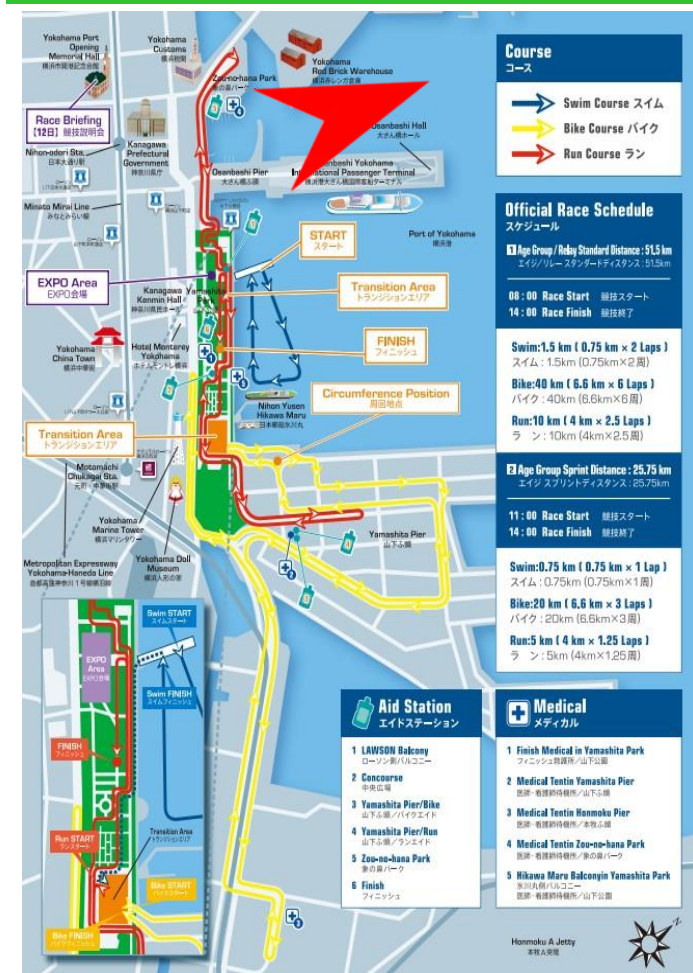 Yokohama Port
Opening
Memorial Hall
横浜市開港記念会館
Yokohama
Customs
横浜税関
Zou-no-hana Park
象の鼻パーク
Yokohama
Red Brick Warehouse
横浜赤レンガ倉庫
Race Briefing
【12日】競技説明会
Nihon-odori Sta.
日本大通り駅
Kanagawa
Prefectural
Government
神奈川県庁
Osanbashi Hall
大さん橋ホール
Osanbashi Pier
大さん橋ふ頭
Osanbashi Yokohama
International Passenger Terminal
横浜港大さん橋国際客船ターミナル
Minato Mirai Line
みなとみらい線
Port of Yokohama
横浜港
START
スタート
EXPO Area
EXPO会場
Kanagawa
Kenmin Hall
神奈川県民ホール
Yamashita
Park
Transition Area
トランジションエリア
FINISH
フィニッシュ
Yokohama
China Town
横浜中華街
Hotel Monterey
Yokohama
ホテルモントレ横浜
Nihon Yusen
Hikawa Maru
日本郵船氷川丸
Circumference Position
周回地点
Transition Area
トランジションエリア
Motomachi
Chukagai Sta.
元町・中華街駅
Yokohama
Marine Tower
横浜マリンタワー
Yokohama Doll
Museum
横浜人形の家
Yamashita Pier
山下ふ頭
Metropolitan Expressway
Yokohama-Haneda Line
首都高速神奈川1号横羽線
Swim START
スイムスタート
EXPO
Area
EXPO会場
Swim FINISH
スイムフィニッシュ
FINISH
フィニッシュ
Run START
ランスタート
Transition Area
トランジションエリア
Bike START
バイクスタート
Bike FINISH
バイクフィニッシュ
Course
コース
Swim Course スイム
Bike Course バイク
Run Course ラン
Official Race Schedule
スケジュール
1 Age Group / Relay Standard Distance : 51.5 km
エイジ/リレー スタンダードディスタンス : 51.5km
08 : 00 Race Start 競技スタート
14 : 00 Race Finish 競技終了
Swim:1.5 km ( 0.75 km × 2 Laps )
スイム : 1.5km (0.75km×2周)
Bike:40 km ( 6.6 km × 6 Laps )
バイク : 40km (6.6km×6周)
Run:10 km ( 4 km × 2.5 Laps )
ラ ン : 10km (4km×2.5周)
2 Age Group Sprint Distance : 25.75 km
エイジ スプリントディスタンス : 25.75km
11 : 00 Race Start 競技スタート
14 : 00 Race Finish 競技終了
Swim:0.75 km ( 0.75 km × 1 Lap )
スイム : 0.75km (0.75km×1周)
Bike:20 km ( 6.6 km × 3 Laps )
バイク : 20km (6.6km×3周)
Run:5 km ( 4 km × 1.25 Laps )
ラ ン : 5km (4km×1.25周)
Aid Station
エイドステーション
1 LAWSON Balcony
ローソン側バルコニー
2 Concourse
中央広場
3 Yamashita Pier/Bike
山下ふ頭/バイクエイド
4 Yamashita Pier/Run
山下ふ頭/ランエイド
5 Zou-no-hana Park
象の鼻パーク
6 Finish
フィニッシュ
Medical
メディカル
1 Finish Medical in Yamashita Park
フィニッシュ救護所/山下公園
2 Medical Tentin Yamashita Pier
医師・看護師待機所/山下ふ頭
3 Medical Tentin Honmoku Pier
医師・看護師待機所/本牧ふ頭
4 Medical Tentin Zou-no-hana Park
医師・看護師待機所/象の鼻パーク
5 Hikawa Maru Balconyin Yamashita Park
氷川丸側バルコニー
医師・看護師待機所/山下公園
Honmoku A Jetty
本牧A突堤